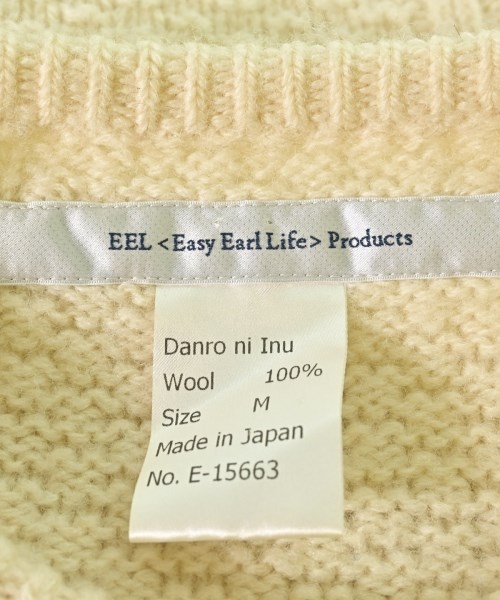 EEL <Easy Earl Life> Products
Danro ni Inu
Wool 100%
Size M
Made in Japan
No. E-15663